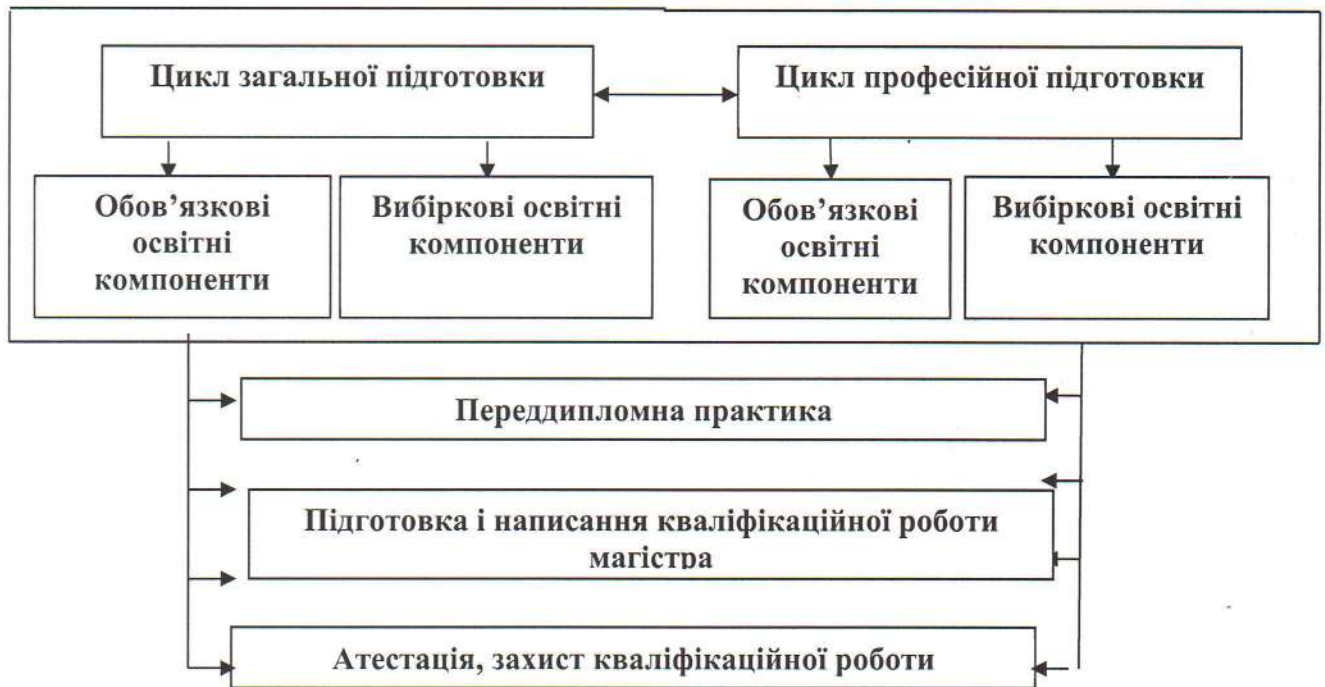 Цикл загальної підготовки
Цикл професійної підготовки
Обов’язкові
освітні
компоненти
Вибіркові освітні
компоненти
Обов’язкові
освітні
компоненти
Вибіркові освітні
компоненти
Переддипломна практика
Підготовка і написання кваліфікаційної роботи
магістра
Атестація, захист кваліфікаційної роботи